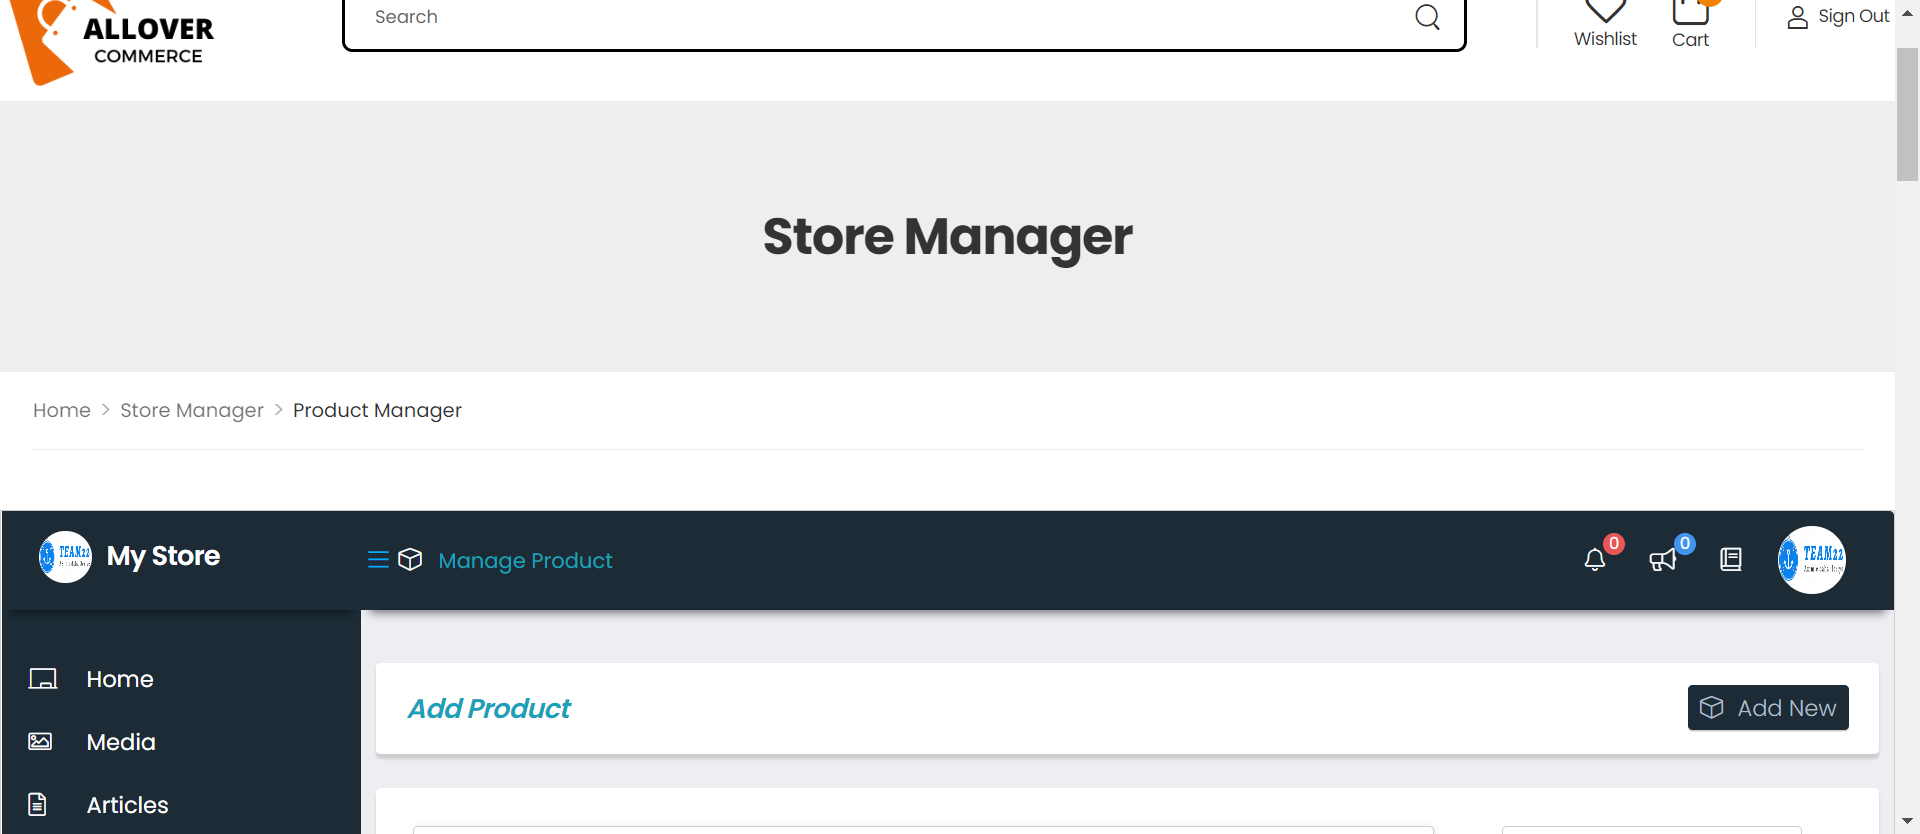 ALLOVER
COMMERCE
Search
Wishlist
Cart
Sign Out
Store Manager
Home > Store Manager > Product Manager
TEAM22
My Store
Manage Product
0
0
TEAM22
Home
Media
Articles
Add Product
Add New